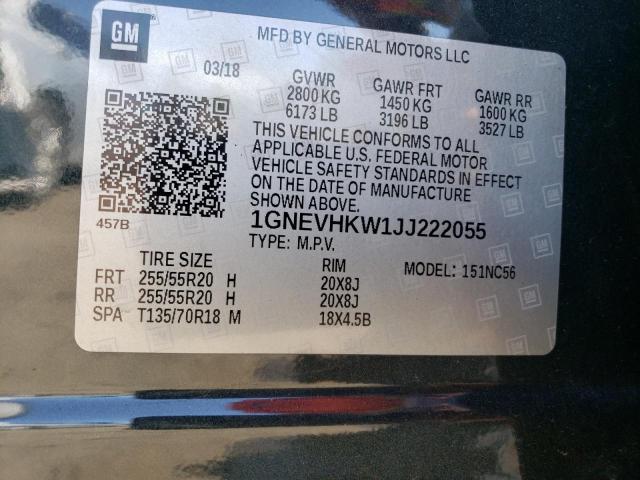 GM
MFD BY GENERAL MOTORS LLC
03/18
GVWR GAWR FRT GAWR RR
2800 KG 1450 KG 1600 KG
6173 LB 3196 LB 3527 LB
THIS VEHICLE CONFORMS TO ALL
APPLICABLE U.S. FEDERAL MOTOR
VEHICLE SAFETY STANDARDS IN EFFECT
ON THE DATE OF MANUFACTURE
SHOWN ABOVE.
457B
1GNEVHKW1JJ222055
TYPE: M.P.V.
TIRE SIZE RIM MODEL: 151NC56
FRT 255/55R20 H 20X8J
RR 255/55R20 H 20X8J
SPA T135/70R18 M 18X4.5B